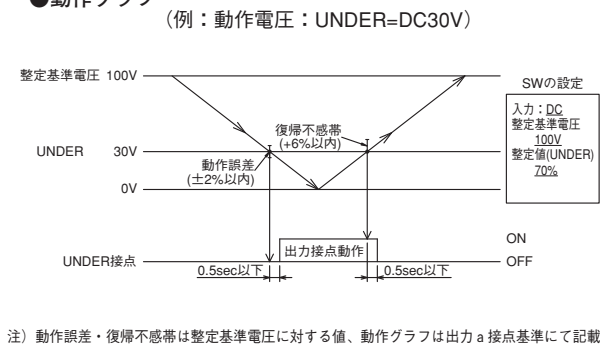 ●動作グラフ
(例：動作電圧：UNDER=DC30V)
整定基準電圧 100V
SWの設定
入力：DC
整定基準電圧
100V
整定値(UNDER)
70%
復帰不感帯
(+6%以内)
UNDER 30V
動作誤差
(±2%以内)
0V
ON
出力接点動作
UNDER接点
OFF
0.5sec以下
0.5sec以下
注）動作誤差・復帰不感帯は整定基準電圧に対する値、動作グラフは出力a接点基準にて記載